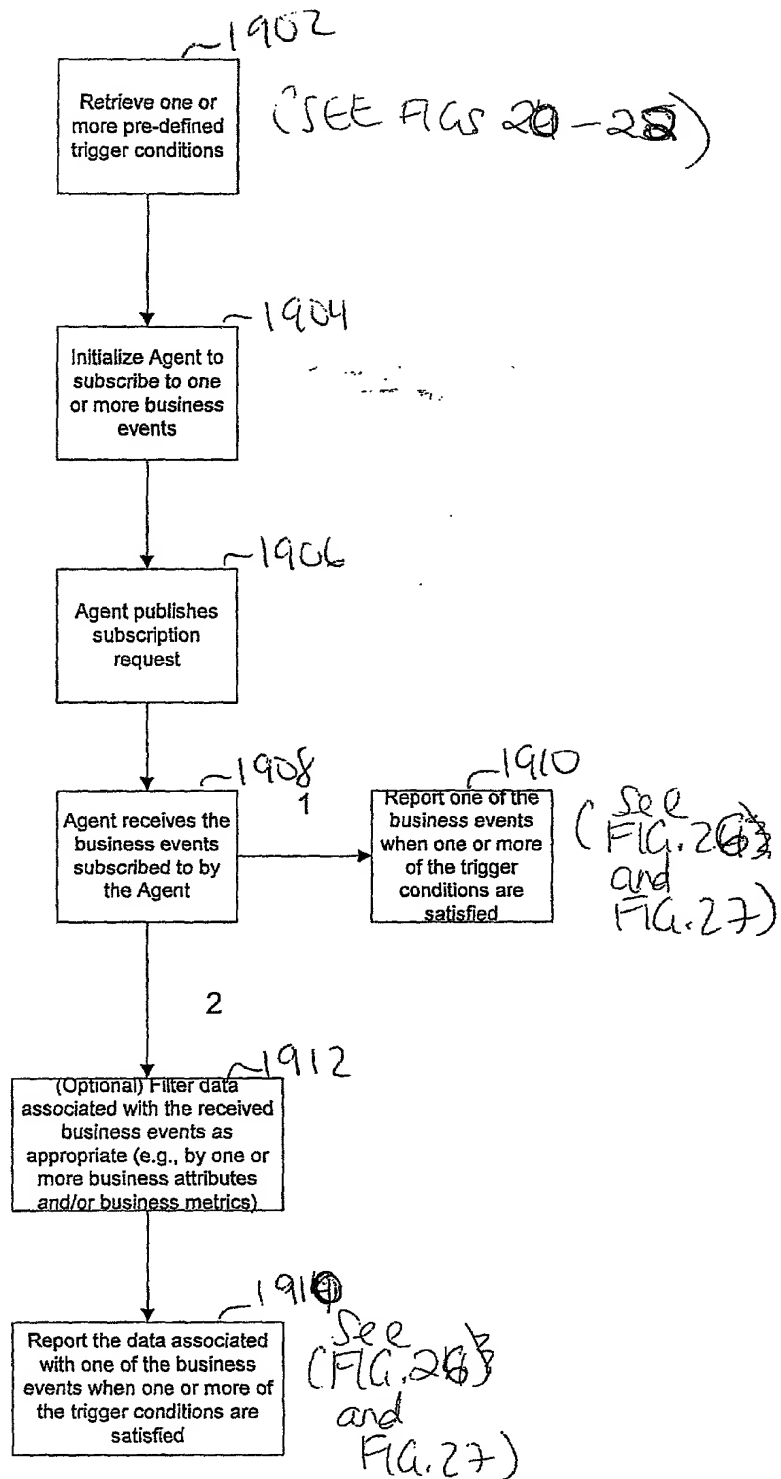 1902
Retrieve one or
more pre-defined
trigger conditions
(SEE FIGS
1904
Initialize Agent to
subscribe to one
or more business
events
1906
Agent publishes
subscription
request
1908
Agent receives the
business events
subscribed to by
the Agent
1
1910
Report one of the
business events
when one or more
of the trigger
conditions are
satisfied
(See
FIG.
and
FIG.27)
2
1912
(Optional) Filter data
associated with the received
business events as
appropriate (e.g., by one or
more business attributes
and/or business metrics)
Report the data associated
with one of the business
events when one or more of
the trigger conditions are
satisfied
See
(FIG.
and
FIG.27)